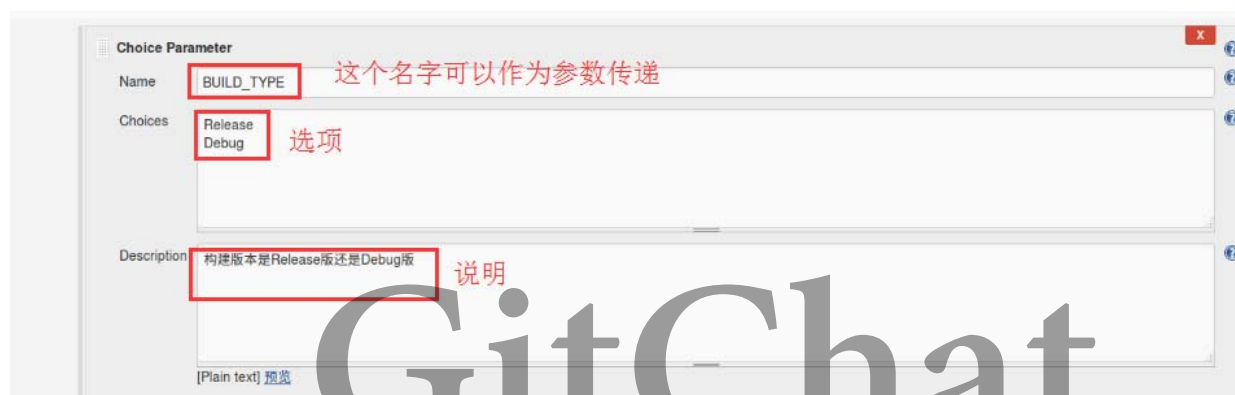 X
Choice Parameter
Name
BUILD_TYPE
这个名字可以作为参数传递
Choices
Release
Debug
选项
Description
构建版本是Release版还是Debug版
说明
GitChat
[Plain text] 预览